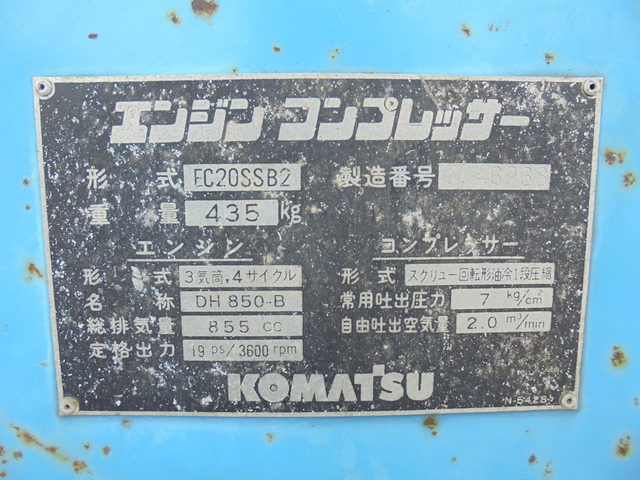 エンジン コンプレッサー
形式 EC20SSB2 製造番号
重量 435 kg
エンジン
形式 3気筒,4サイクル
名称 DH 850-B
総排気量 855 cc
定格出力 19 ps/3600 rpm
コンプレッサー
形式 スクリュー回転形油冷1段圧縮
常用吐出圧力 7 kg/cm²
自由吐出空気量 2.0 m³/min
KOMATSU